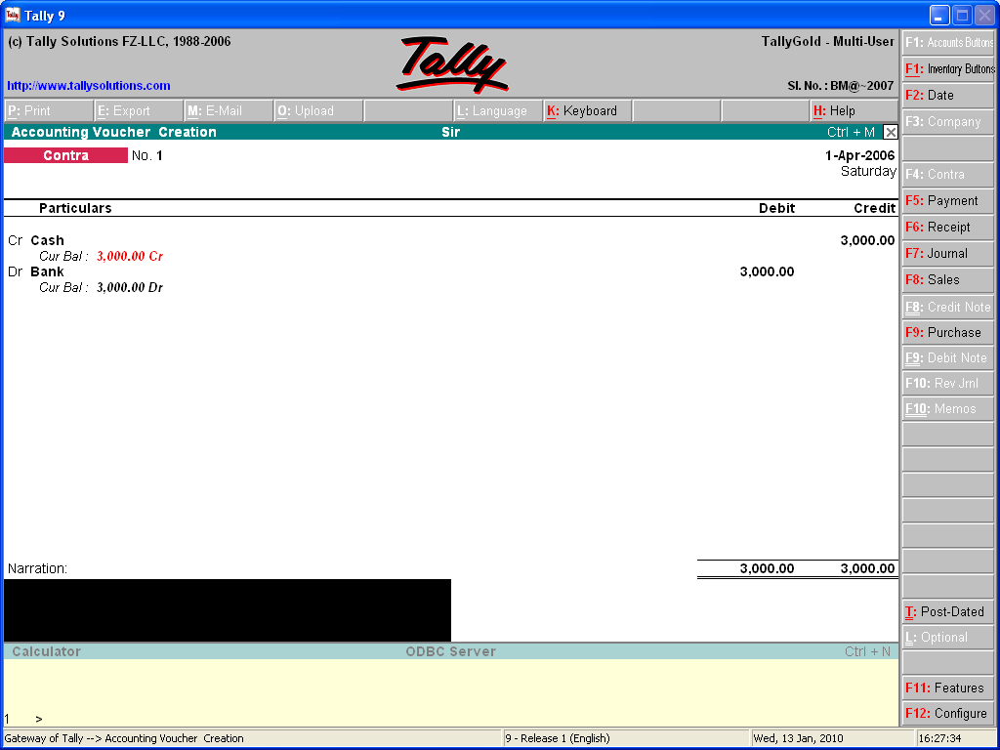 Tally 9
(c) Tally Solutions FZ-LLC, 1988-2006
Tally
TallyGold - Multi-User
http://www.tallysolutions.com
Sl. No. : BM@~2007
P: Print E: Export M: E-Mail O: Upload L: Language K: Keyboard H: Help
Accounting Voucher Creation Sir Ctrl + M
Contra No. 1 1-Apr-2006
Saturday
Particulars Debit Credit
Cr Cash 3,000.00
Cur Bal : 3,000.00 Cr
Dr Bank 3,000.00
Cur Bal : 3,000.00 Dr
Narration: 3,000.00 3,000.00
Calculator ODBC Server Ctrl + N
1 >
F1: Accounts Buttons
F1: Inventory Buttons
F2: Date
F3: Company
F4: Contra
F5: Payment
F6: Receipt
F7: Journal
F8: Sales
F8: Credit Note
F9: Purchase
F9: Debit Note
F10: Rev Jrnl
F10: Memos
T: Post-Dated
L: Optional
F11: Features
F12: Configure
Gateway of Tally --> Accounting Voucher Creation 9 - Release 1 (English) Wed, 13 Jan, 2010 16:27:34